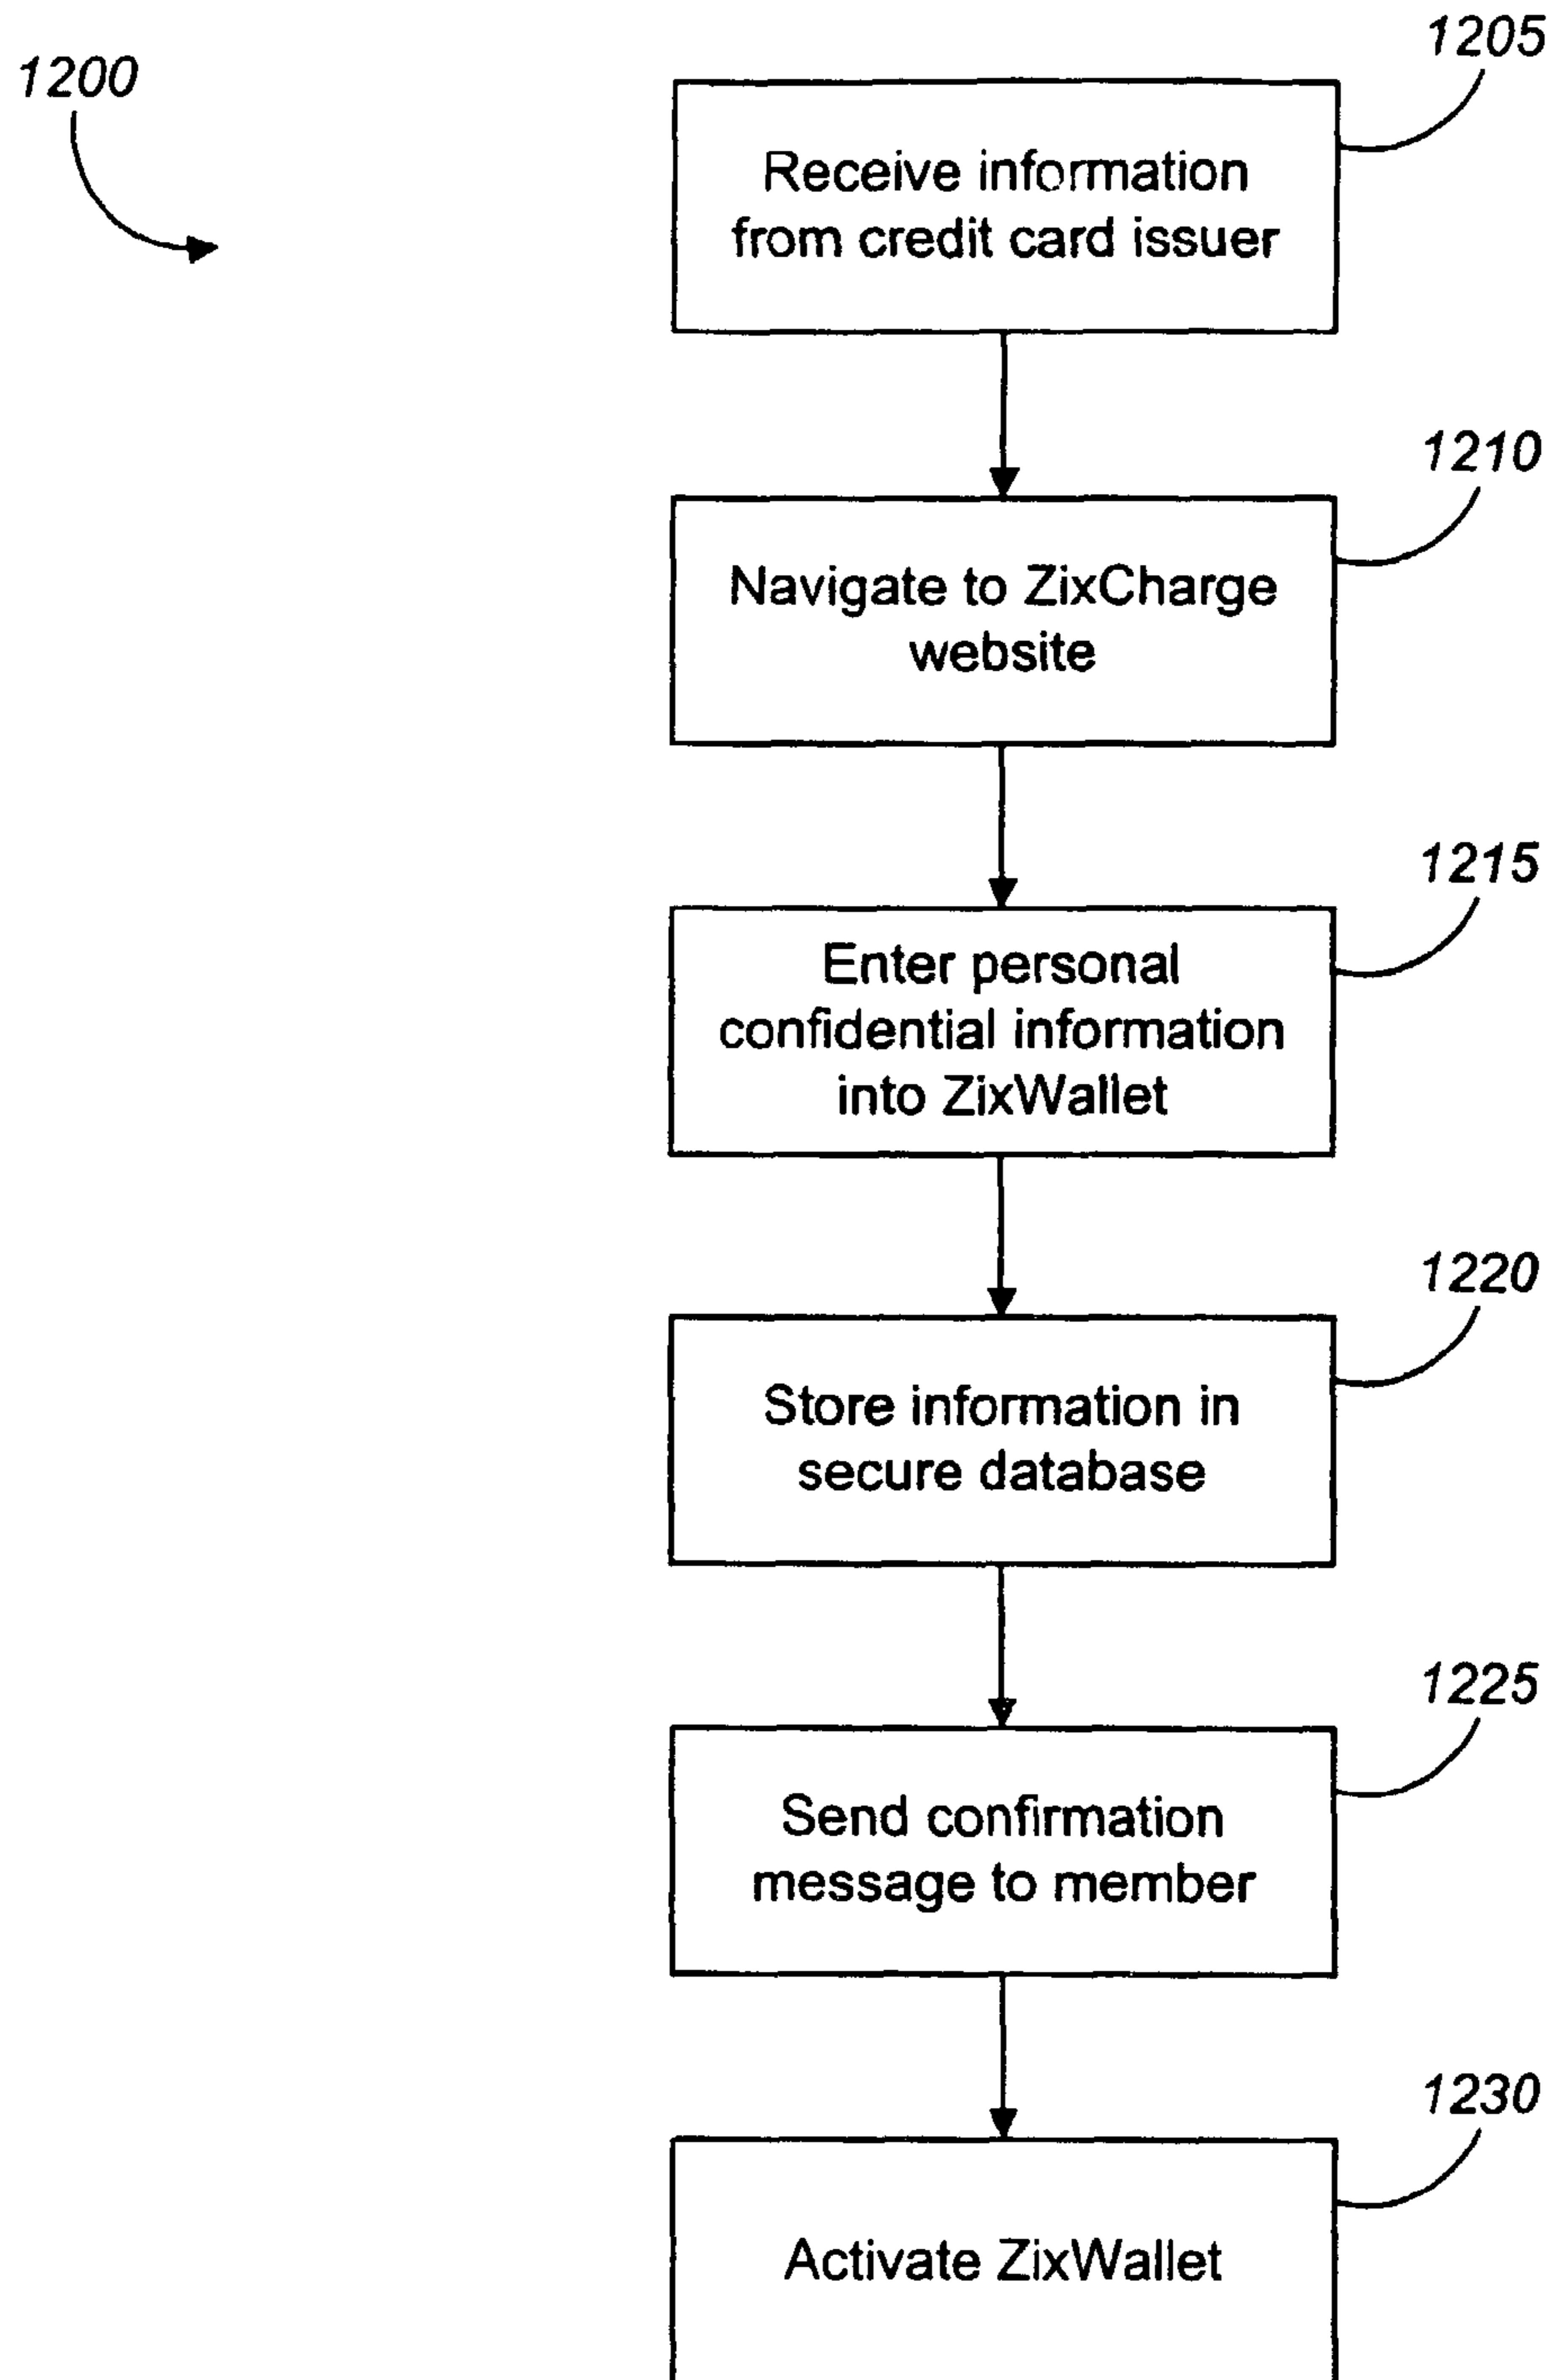 1200
1205
Receive information
from credit card issuer
1210
Navigate to ZixCharge
website
1215
Enter personal
confidential information
into ZixWallet
1220
Store information in
secure database
1225
Send confirmation
message to member
1230
Activate ZixWallet